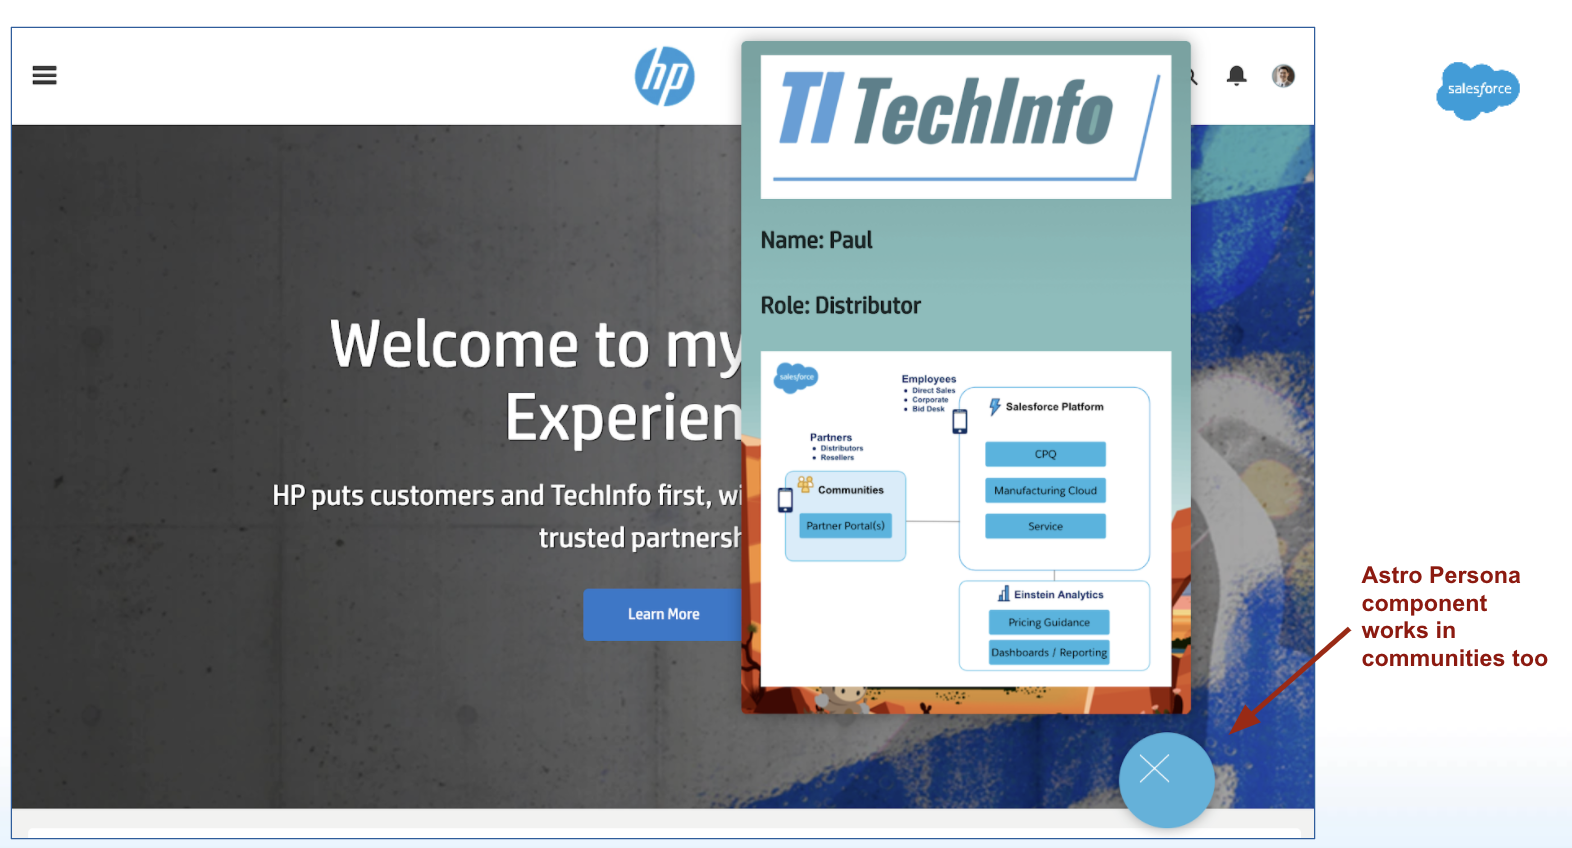 hp
salesforce
TI TechInfo
Name: Paul
Role: Distributor
Welcome to my
Experien
HP puts customers and TechInfo first, wi
trusted partnersh
Learn More
salesforce
Employees
• Direct Sales
• Corporate
• Bid Desk
Salesforce Platform
CPQ
Manufacturing Cloud
Service
Partners
• Distributors
• Resellers
Communities
Partner Portal(s)
Einstein Analytics
Pricing Guidance
Dashboards / Reporting
Astro Persona
component
works in
communities too